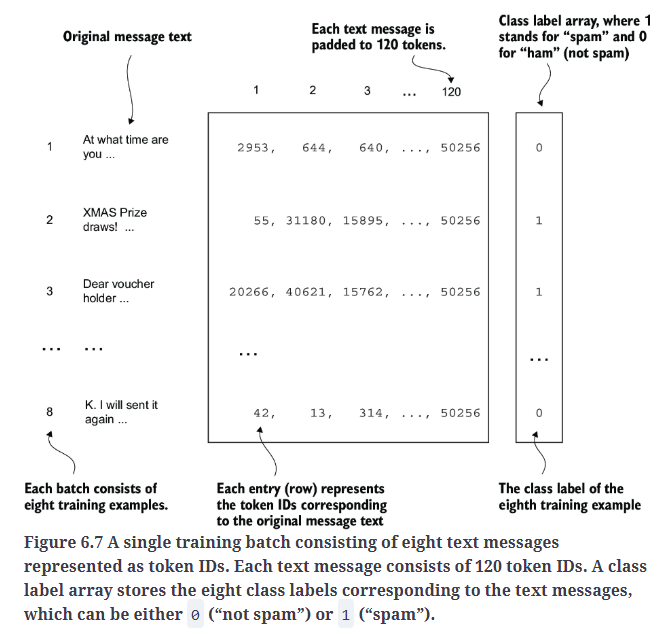 Original message text
Each text message is
padded to 120 tokens.
Class label array, where 1
stands for “spam” and 0
for “ham” (not spam)
1 2 3 ... 120
1 At what time are
you ... 2953, 644, 640, ..., 50256 0
2 XMAS Prize
draws! ... 55, 31180, 15895, ..., 50256 1
3 Dear voucher
holder ... 20266, 40621, 15762, ..., 50256 1
... ... ... ...
8 K. I will sent it
again ... 42, 13, 314, ..., 50256 0
Each batch consists of
eight training examples.
Each entry (row) represents
the token IDs corresponding
to the original message text
The class label of the
eighth training example
Figure 6.7 A single training batch consisting of eight text messages
represented as token IDs. Each text message consists of 120 token IDs. A class
label array stores the eight class labels corresponding to the text messages,
which can be either 0 (“not spam”) or 1 (“spam”).